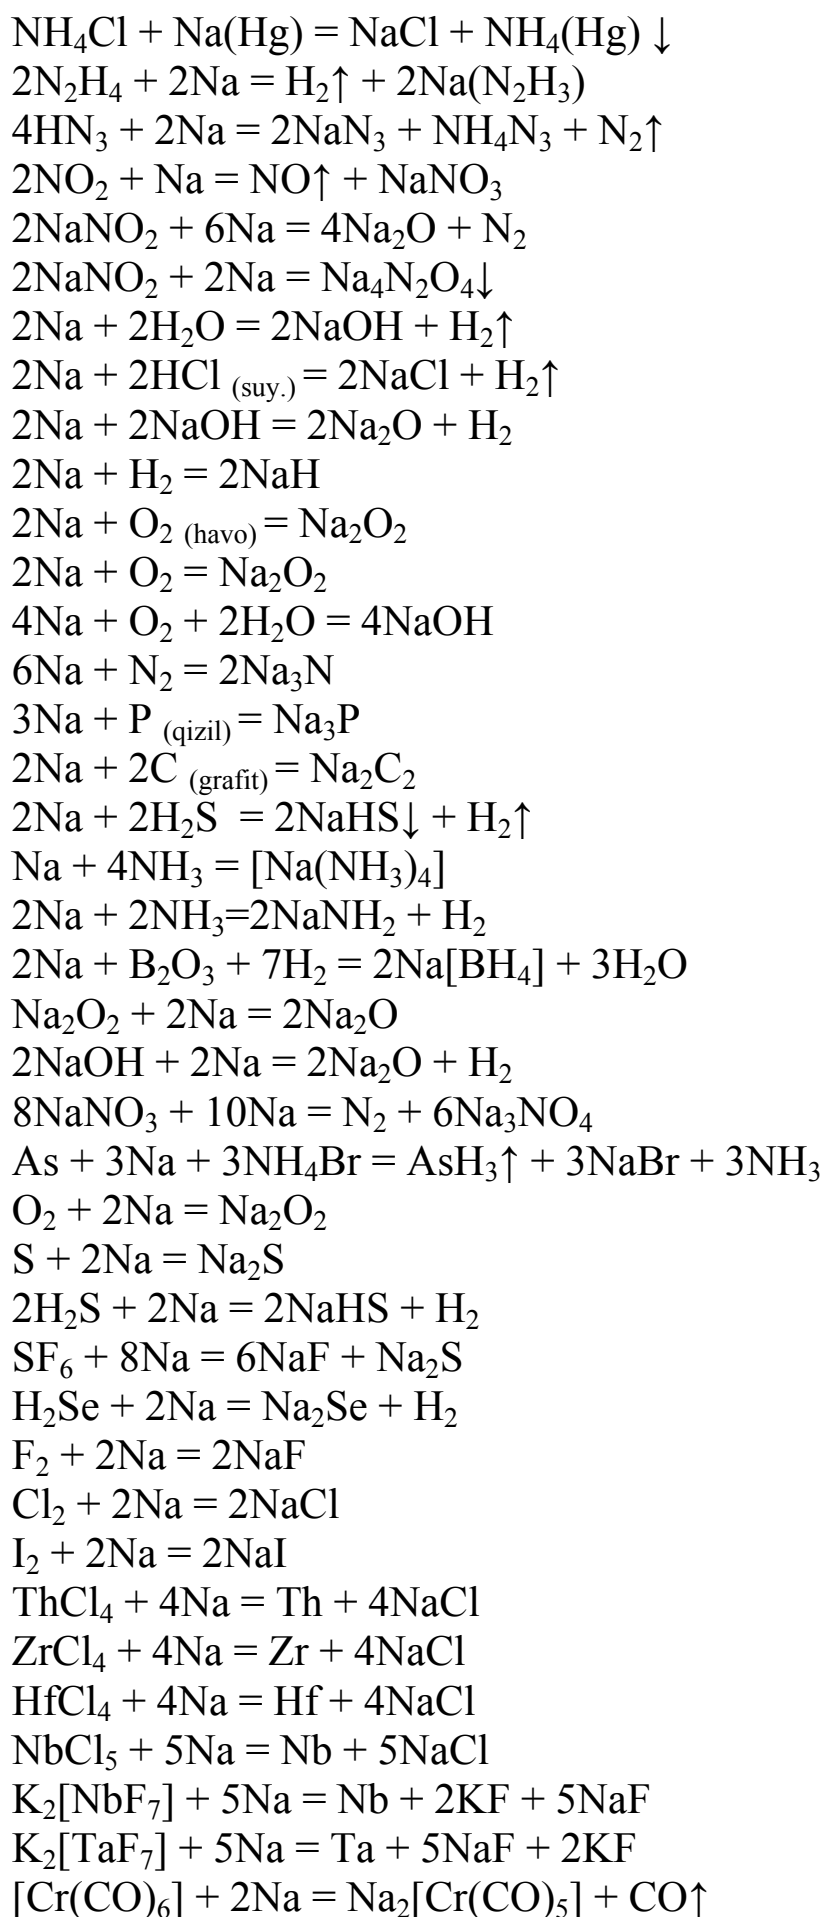 NH₄Cl + Na(Hg) = NaCl + NH₄(Hg) ↓
2N₂H₄ + 2Na = H₂↑ + 2Na(N₂H₃)
4HN₃ + 2Na = 2NaN₃ + NH₄N₃ + N₂↑
2NO₂ + Na = NO↑ + NaNO₃
2NaNO₂ + 6Na = 4Na₂O + N₂
2NaNO₂ + 2Na = Na₄N₂O₄↓
2Na + 2H₂O = 2NaOH + H₂↑
2Na + 2HCl (suy.) = 2NaCl + H₂↑
2Na + 2NaOH = 2Na₂O + H₂
2Na + H₂ = 2NaH
2Na + O₂ (havo) = Na₂O₂
2Na + O₂ = Na₂O₂
4Na + O₂ + 2H₂O = 4NaOH
6Na + N₂ = 2Na₃N
3Na + P (qizil) = Na₃P
2Na + 2C (grafit) = Na₂C₂
2Na + 2H₂S = 2NaHS↓ + H₂↑
Na + 4NH₃ = [Na(NH₃)₄]
2Na + 2NH₃=2NaNH₂ + H₂
2Na + B₂O₃ + 7H₂ = 2Na[BH₄] + 3H₂O
Na₂O₂ + 2Na = 2Na₂O
2NaOH + 2Na = 2Na₂O + H₂
8NaNO₃ + 10Na = N₂ + 6Na₃NO₄
As + 3Na + 3NH₄Br = AsH₃↑ + 3NaBr + 3NH₃
O₂ + 2Na = Na₂O₂
S + 2Na = Na₂S
2H₂S + 2Na = 2NaHS + H₂
SF₆ + 8Na = 6NaF + Na₂S
H₂Se + 2Na = Na₂Se + H₂
F₂ + 2Na = 2NaF
Cl₂ + 2Na = 2NaCl
I₂ + 2Na = 2NaI
ThCl₄ + 4Na = Th + 4NaCl
ZrCl₄ + 4Na = Zr + 4NaCl
HfCl₄ + 4Na = Hf + 4NaCl
NbCl₅ + 5Na = Nb + 5NaCl
K₂[NbF₇] + 5Na = Nb + 2KF + 5NaF
K₂[TaF₇] + 5Na = Ta + 5NaF + 2KF
[Cr(CO)₆] + 2Na = Na₂[Cr(CO)₅] + CO↑